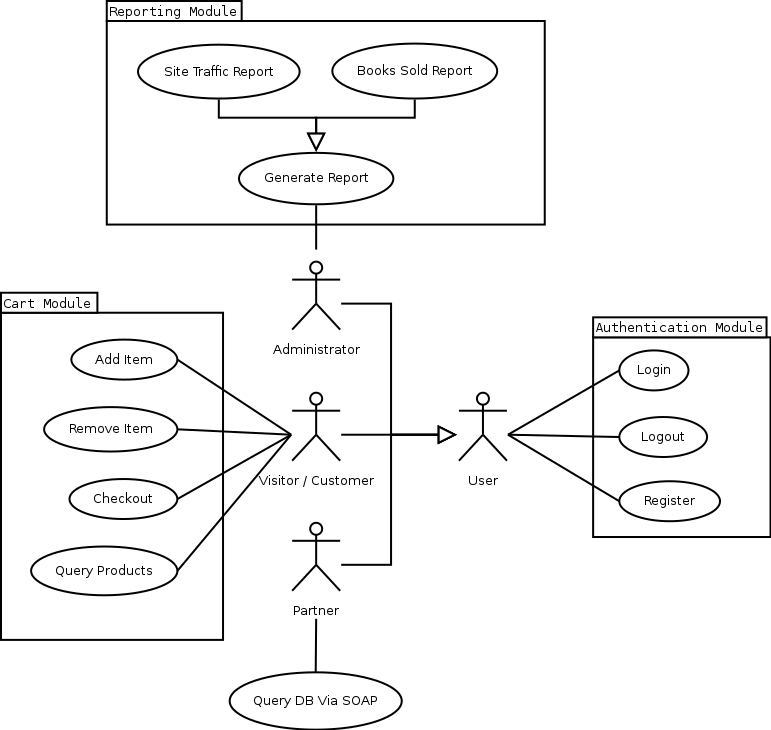 Reporting Module
Site Traffic Report
Books Sold Report
Generate Report
Administrator
Cart Module
Add Item
Remove Item
Checkout
Query Products
Visitor / Customer
User
Authentication Module
Login
Logout
Register
Partner
Query DB Via SOAP